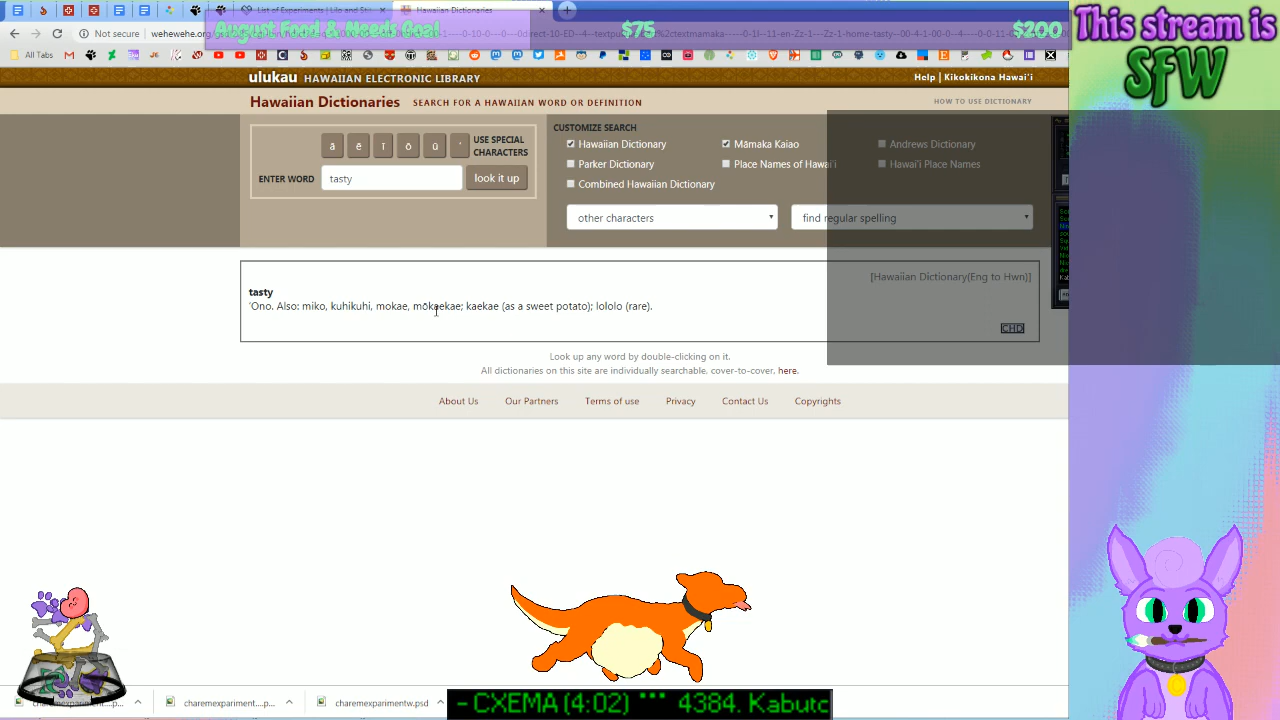 List of Experiments | Lilo and St
Hawaiian Dictionaries
This stream is
SFW
August Food & Needs Goal
$75
$200
Not secure
wehewehe.org
All Tabs
ulukau HAWAIIAN ELECTRONIC LIBRARY
Help | Kikokikona Hawaiʻi
Hawaiian Dictionaries SEARCH FOR A HAWAIIAN WORD OR DEFINITION
HOW TO USE DICTIONARY
ā ē ī ō ū ʻ USE SPECIAL CHARACTERS
ENTER WORD tasty look it up
CUSTOMIZE SEARCH
Hawaiian Dictionary Māmaka Kaiao Andrews Dictionary
Parker Dictionary Place Names of Hawaiʻi Hawaiʻi Place Names
Combined Hawaiian Dictionary
other characters find regular spelling
[Hawaiian Dictionary(Eng to Hwn)]
tasty
ʻOno. Also: miko, kuhikuhi, mokae, mōkaekae; kaekae (as a sweet potato); lololo (rare).
CHD
Look up any word by double-clicking on it.
All dictionaries on this site are individually searchable, cover-to-cover, here.
About Us Our Partners Terms of use Privacy Contact Us Copyrights
charemexpariment....p... charemexpariment....p... charemexparimentw.psd
- CXEMA (4:02) *** 4384. Kabutc